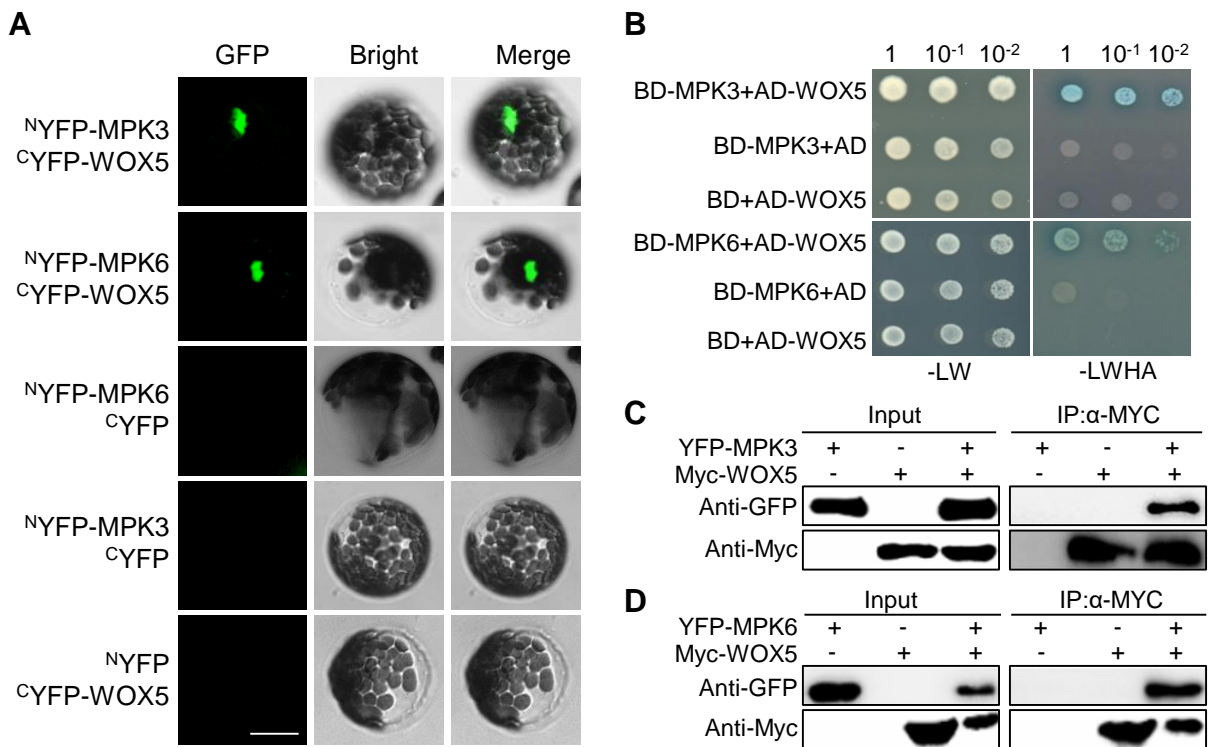 A
GFP Bright Merge
ᴺYFP-MPK3
ᶜYFP-WOX5
ᴺYFP-MPK6
ᶜYFP-WOX5
ᴺYFP-MPK6
ᶜYFP
ᴺYFP-MPK3
ᶜYFP
ᴺYFP
ᶜYFP-WOX5
B
1 10⁻¹ 10⁻² 1 10⁻¹ 10⁻²
BD-MPK3+AD-WOX5
BD-MPK3+AD
BD+AD-WOX5
BD-MPK6+AD-WOX5
BD-MPK6+AD
BD+AD-WOX5
-LW -LWHA
C
Input IP:α-MYC
YFP-MPK3 + - + + - +
Myc-WOX5 - + + - + +
Anti-GFP
Anti-Myc
D
Input IP:α-MYC
YFP-MPK6 + - + + - +
Myc-WOX5 - + + - + +
Anti-GFP
Anti-Myc